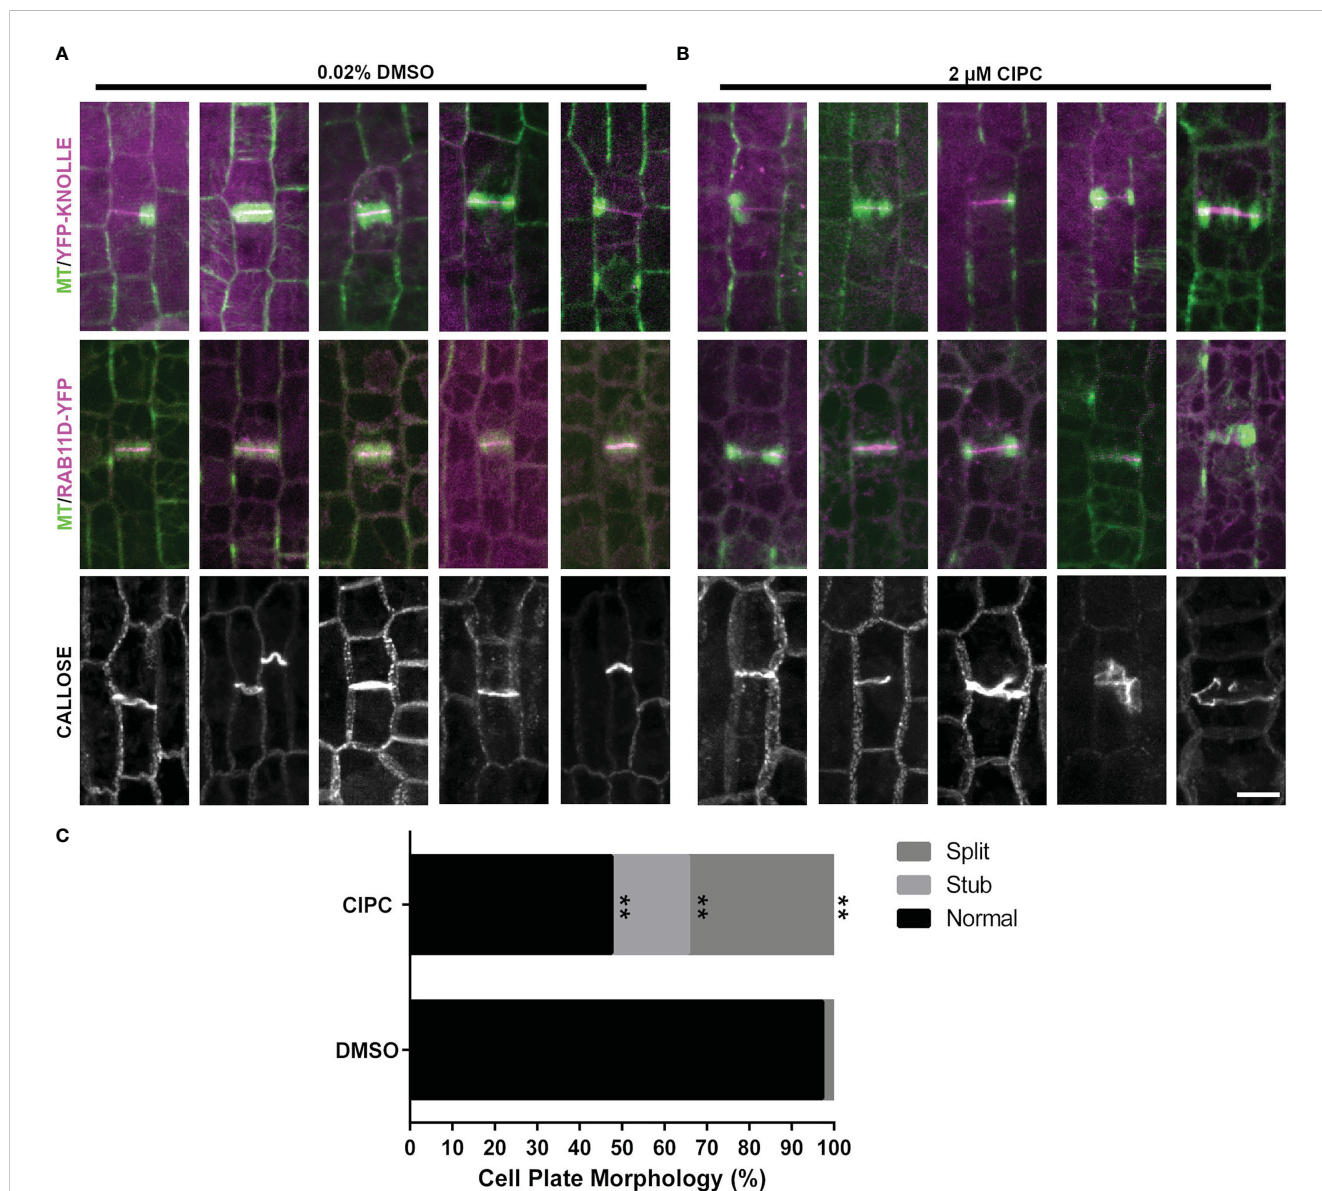 A
B
0.02% DMSO
2 µM CIPC
MT/YFP-KNOLLE
MT/RAB11D-YFP
CALLOSE
C
Split
Stub
Normal
CIPC
**
**
**
DMSO
0 10 20 30 40 50 60 70 80 90 100
Cell Plate Morphology (%)